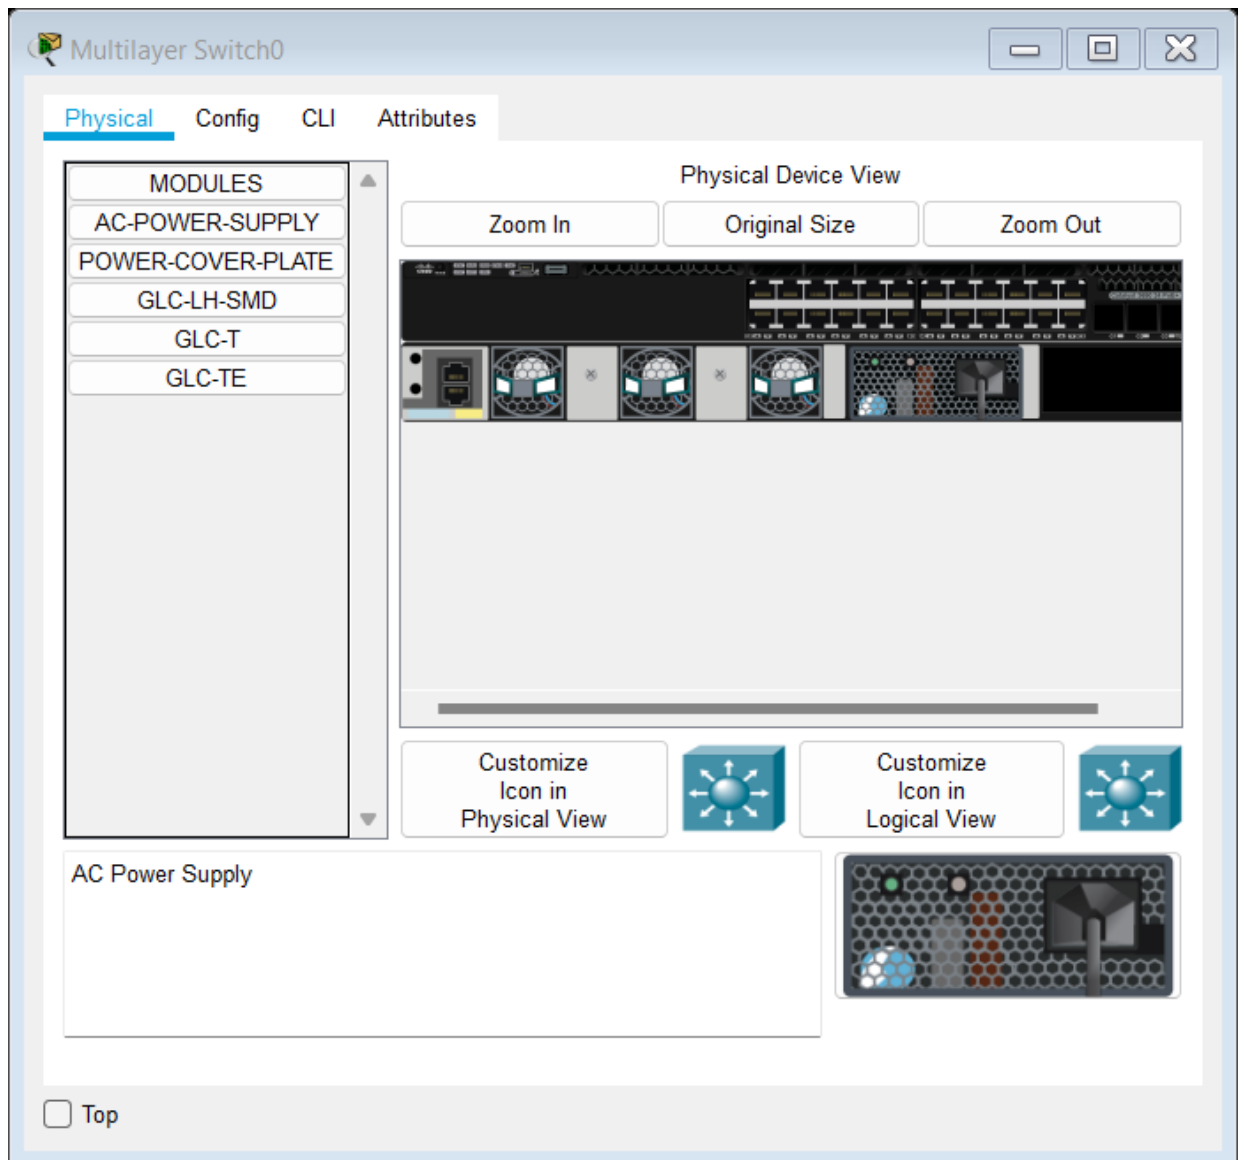 Multilayer Switch0
Physical
Config
CLI
Attributes
MODULES
AC-POWER-SUPPLY
POWER-COVER-PLATE
GLC-LH-SMD
GLC-T
GLC-TE
Physical Device View
Zoom In
Original Size
Zoom Out
Customize
Icon in
Physical View
Customize
Icon in
Logical View
AC Power Supply
Top